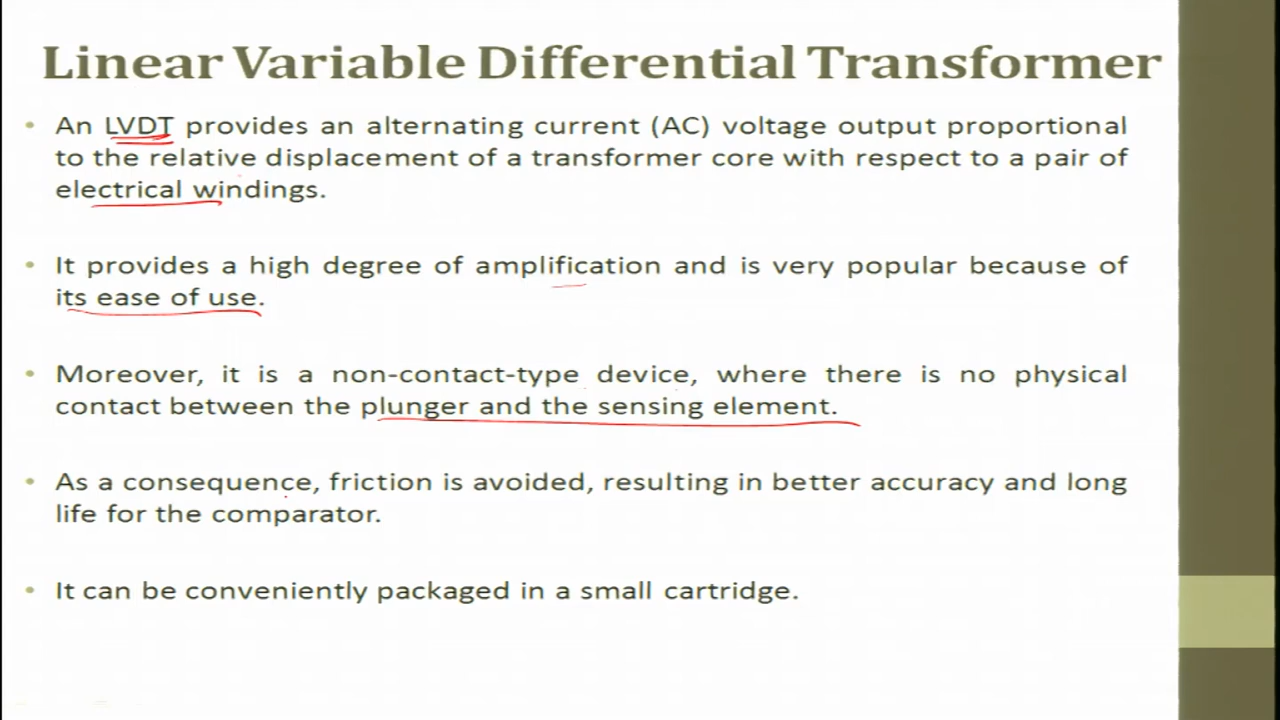 Linear Variable Differential Transformer
• An LVDT provides an alternating current (AC) voltage output proportional
to the relative displacement of a transformer core with respect to a pair of
electrical windings.
• It provides a high degree of amplification and is very popular because of
its ease of use.
• Moreover, it is a non-contact-type device, where there is no physical
contact between the plunger and the sensing element.
• As a consequence, friction is avoided, resulting in better accuracy and long
life for the comparator.
• It can be conveniently packaged in a small cartridge.